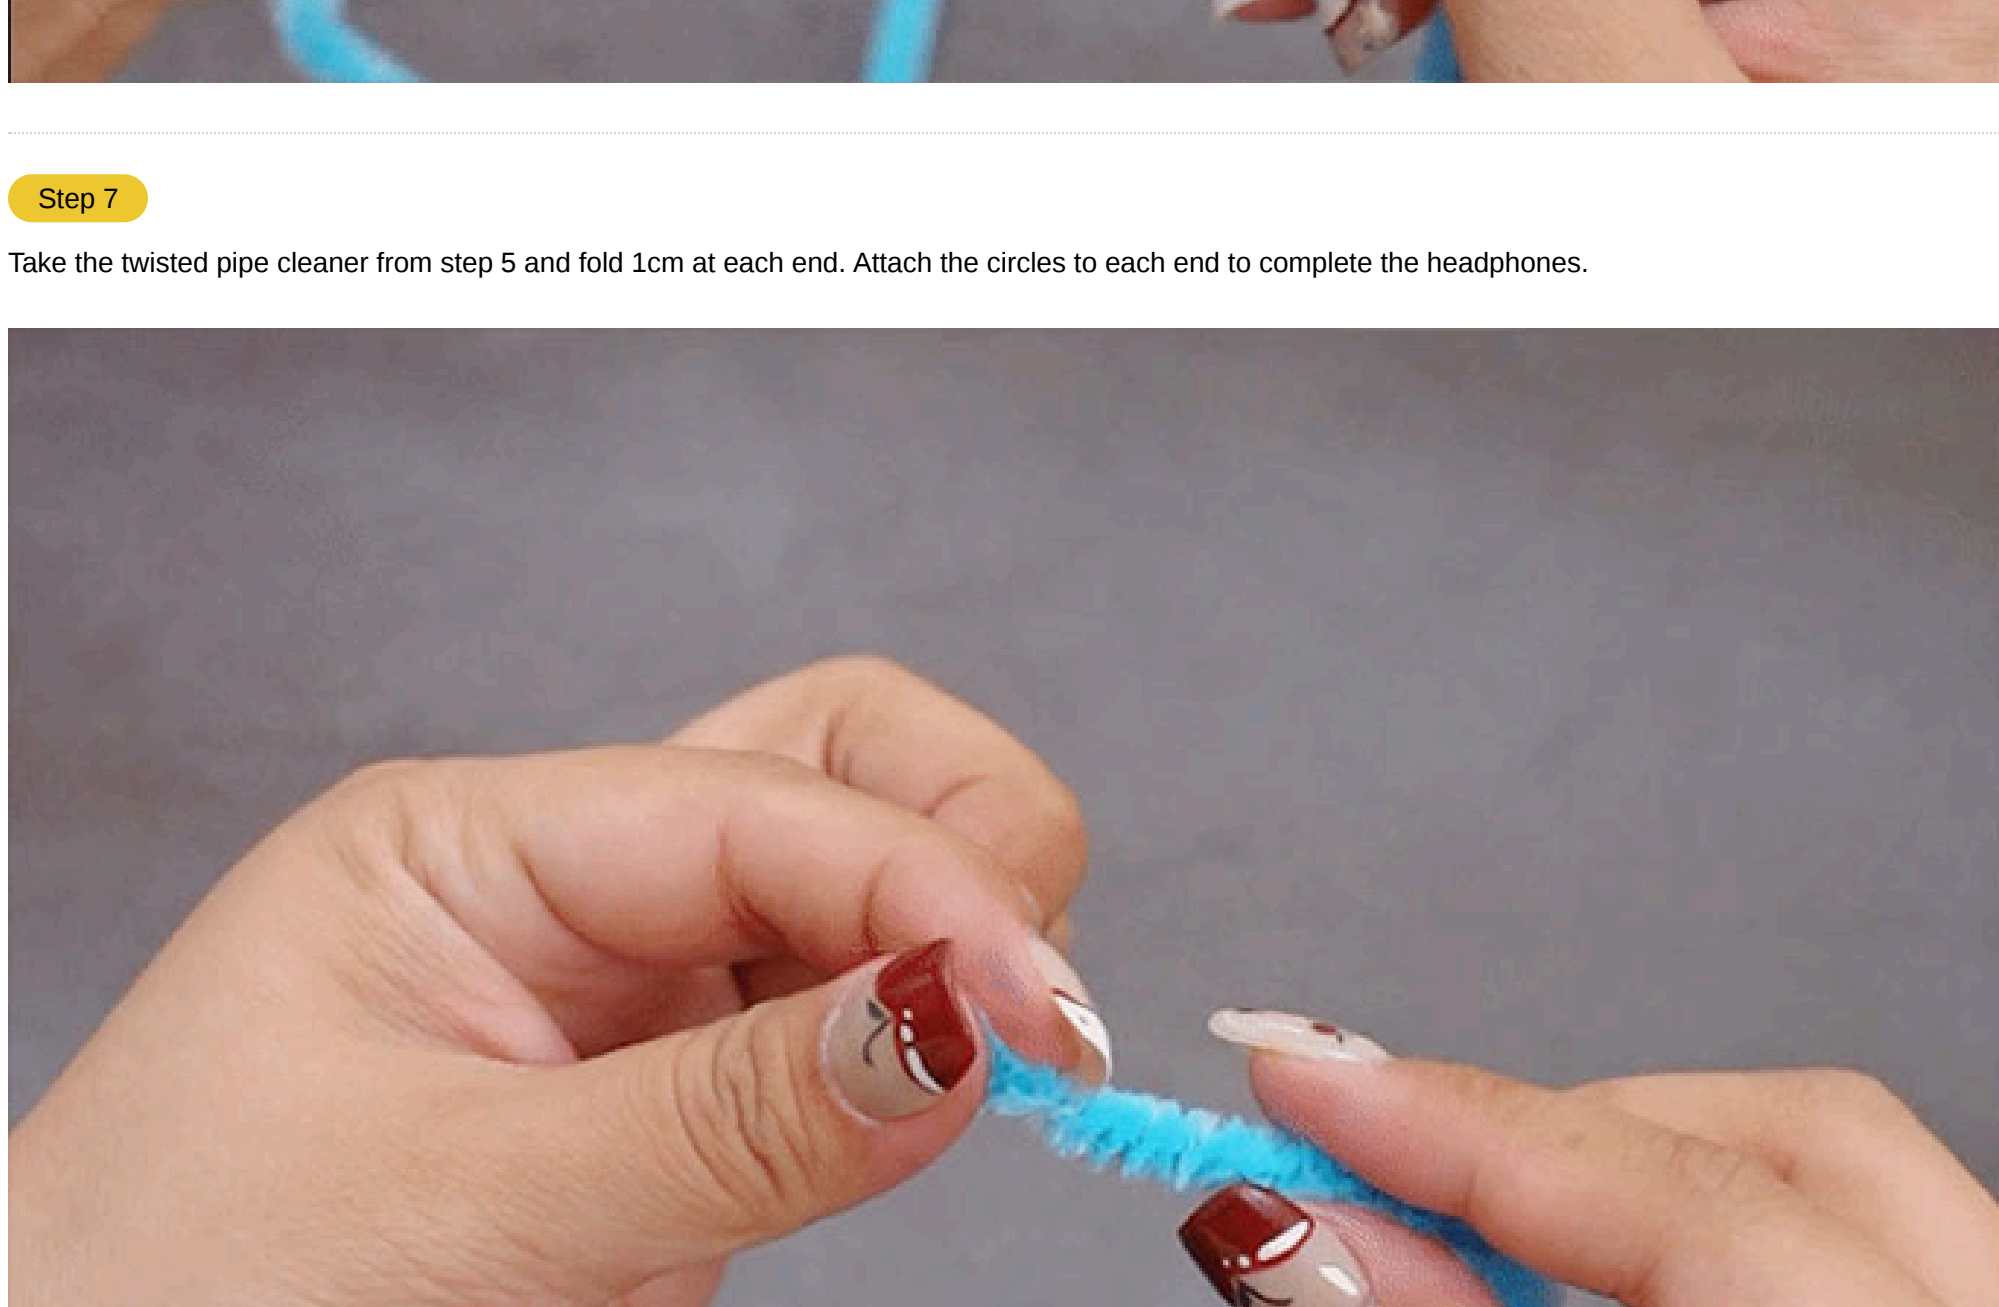 Step 7
Take the twisted pipe cleaner from step 5 and fold 1cm at each end. Attach the circles to each end to complete the headphones.